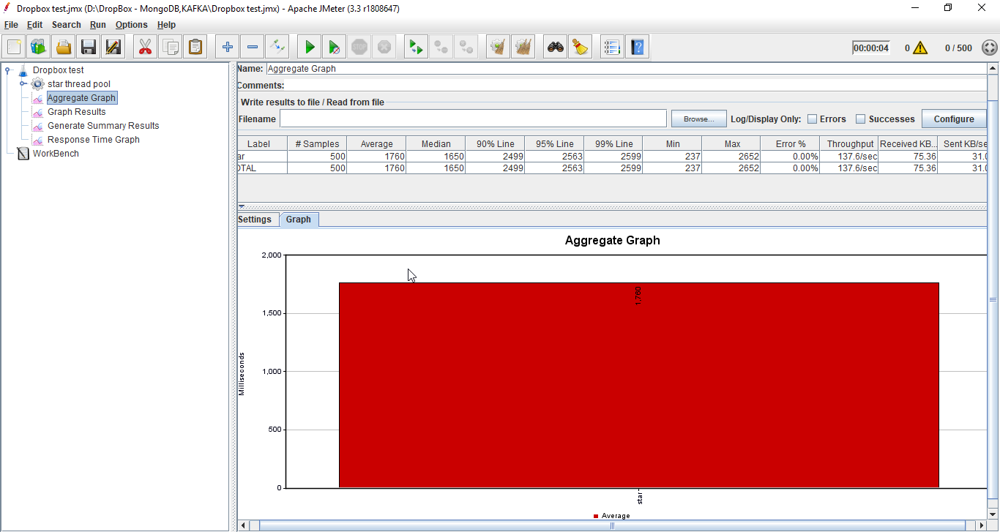 Dropbox test.jmx (D:\DropBox - MongoDB,KAFKA\Dropbox test.jmx) - Apache JMeter (3.3 r1808647)
File Edit Search Run Options Help
00:00:04 0 0 / 500
Dropbox test
star thread pool
Aggregate Graph
Graph Results
Generate Summary Results
Response Time Graph
WorkBench
Name: Aggregate Graph
Comments:
Write results to file / Read from file
Filename Browse... Log/Display Only: Errors Successes Configure
Label # Samples Average Median 90% Line 95% Line 99% Line Min Max Error % Throughput Received KB... Sent KB/se
ar 500 1760 1650 2499 2563 2599 237 2652 0.00% 137.6/sec 75.36 31.0
OTAL 500 1760 1650 2499 2563 2599 237 2652 0.00% 137.6/sec 75.36 31.0
Settings Graph
Aggregate Graph
2,000
1,760
1,500
1,000
Milliseconds
500
0
star
Average